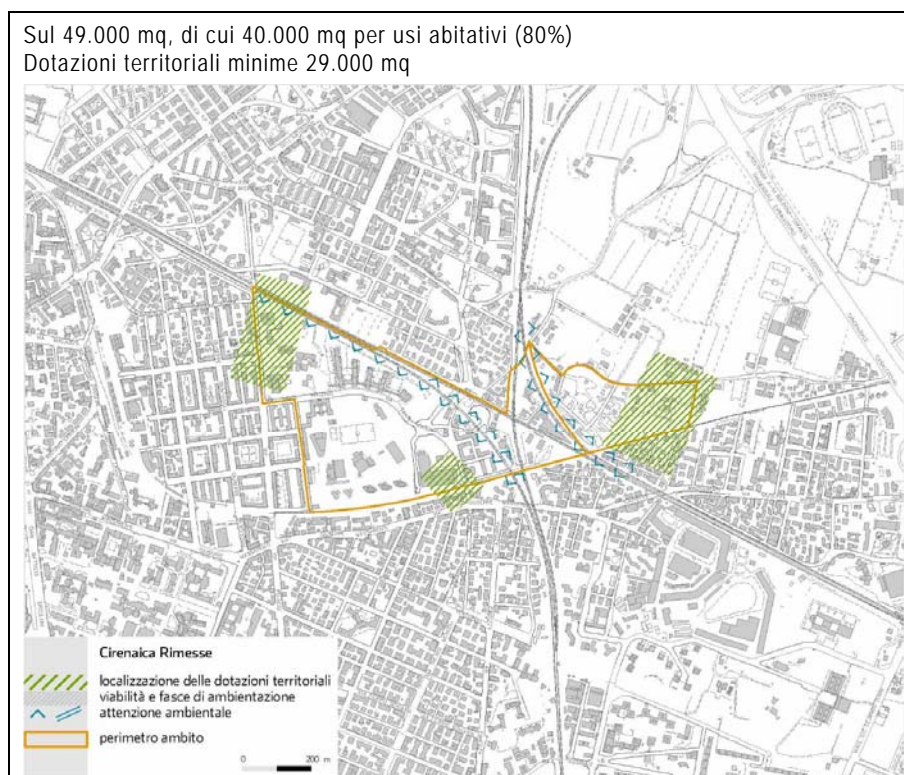 Sul 49.000 mq, di cui 40.000 mq per usi abitativi (80%)
Dotazioni territoriali minime 29.000 mq
Cirenaica Rimesse
localizzazione delle dotazioni territoriali
viabilità e fasce di ambientazione
attenzione ambientale
perimetro ambito
0 200 m